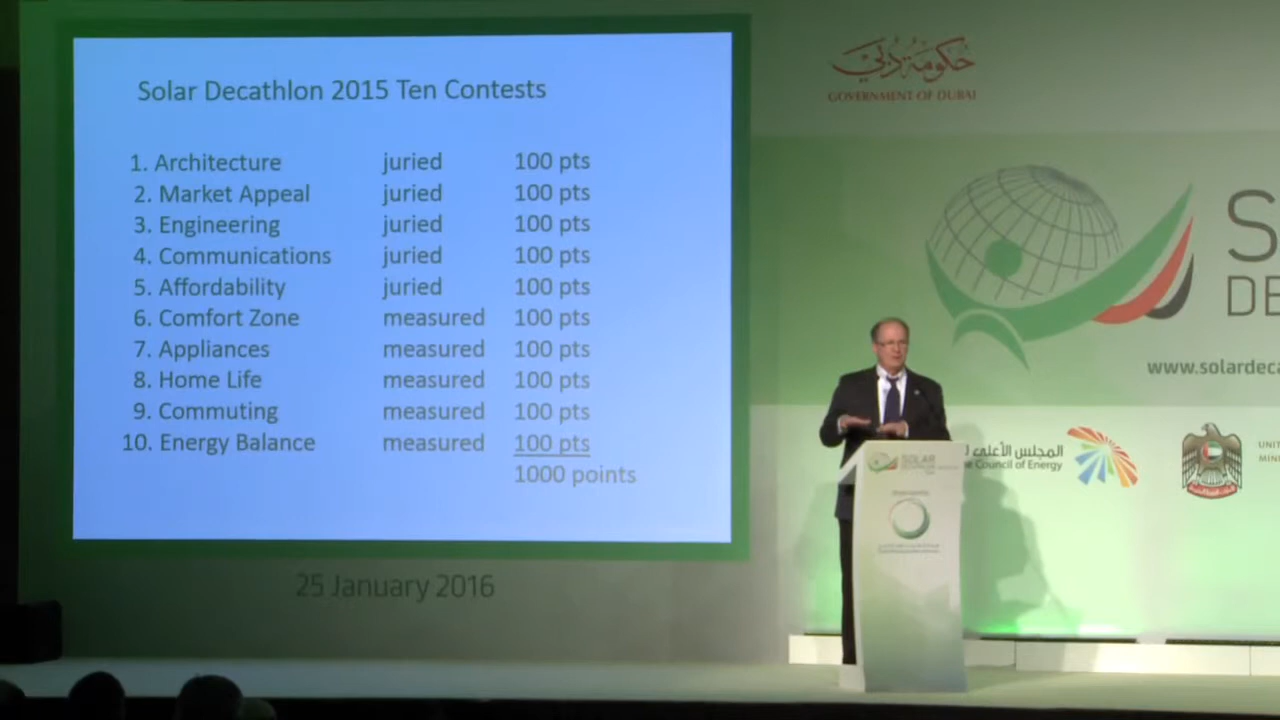 Solar Decathlon 2015 Ten Contests
1. Architecture juried 100 pts
2. Market Appeal juried 100 pts
3. Engineering juried 100 pts
4. Communications juried 100 pts
5. Affordability juried 100 pts
6. Comfort Zone measured 100 pts
7. Appliances measured 100 pts
8. Home Life measured 100 pts
9. Commuting measured 100 pts
10. Energy Balance measured 100 pts
1000 points
25 January 2016
حكومة دبي
GOVERNMENT OF DUBAI
S
DE
www.solardeca
المجلس الأعلى ل
Council of Energy
UNIT
MINI
SOLAR
DECATHLON